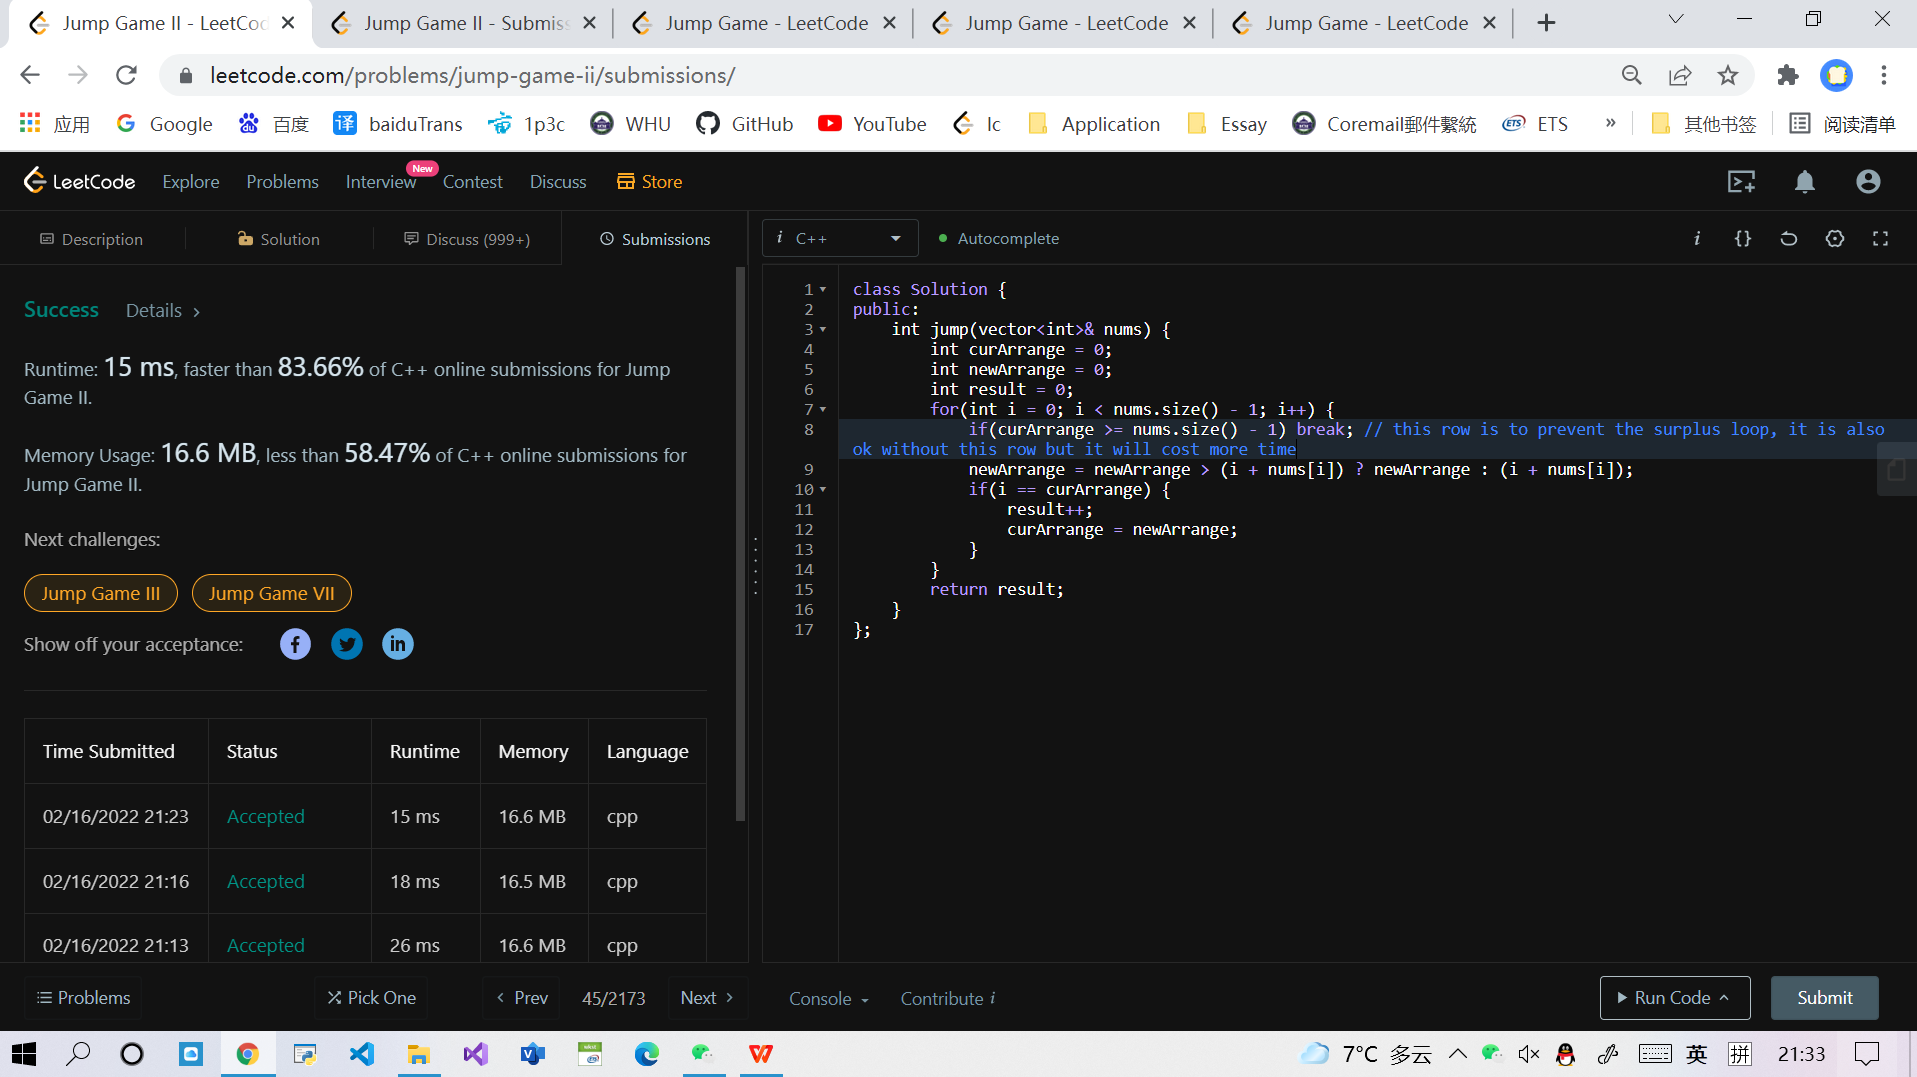 Jump Game II - LeetCod
Jump Game II - Submiss
Jump Game - LeetCode
Jump Game - LeetCode
Jump Game - LeetCode
leetcode.com/problems/jump-game-ii/submissions/
应用 Google 百度 译 baiduTrans 1p3c WHU GitHub YouTube lc Application Essay Coremail郵件繫統 ETS » 其他书签 阅读清单
LeetCode Explore Problems Interview New Contest Discuss Store
Description Solution Discuss (999+) Submissions
i C++ Autocomplete i {}
Success Details >
Runtime: 15 ms, faster than 83.66% of C++ online submissions for Jump
Game II.
Memory Usage: 16.6 MB, less than 58.47% of C++ online submissions for
Jump Game II.
Next challenges:
Jump Game III Jump Game VII
Show off your acceptance:
Time Submitted Status Runtime Memory Language
02/16/2022 21:23 Accepted 15 ms 16.6 MB cpp
02/16/2022 21:16 Accepted 18 ms 16.5 MB cpp
02/16/2022 21:13 Accepted 26 ms 16.6 MB cpp
1 class Solution {
2 public:
3 int jump(vector<int>& nums) {
4 int curArrange = 0;
5 int newArrange = 0;
6 int result = 0;
7 for(int i = 0; i < nums.size() - 1; i++) {
8 if(curArrange >= nums.size() - 1) break; // this row is to prevent the surplus loop, it is also
ok without this row but it will cost more time
9 newArrange = newArrange > (i + nums[i]) ? newArrange : (i + nums[i]);
10 if(i == curArrange) {
11 result++;
12 curArrange = newArrange;
13 }
14 }
15 return result;
16 }
17 };
Problems Pick One < Prev 45/2173 Next > Console Contribute i Run Code Submit
7°C 多云 英 拼 21:33